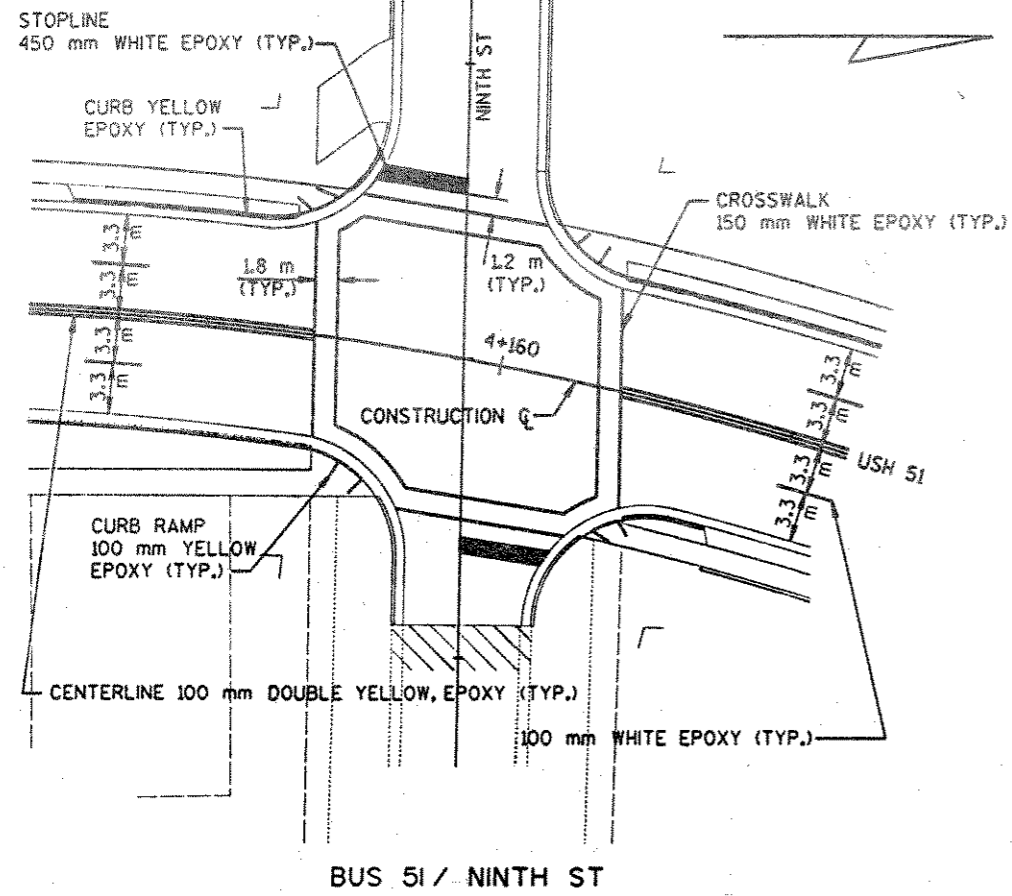 STOPLINE
450 mm WHITE EPOXY (TYP.)
NINTH ST
CURB YELLOW
EPOXY (TYP.)
CROSSWALK
150 mm WHITE EPOXY (TYP.)
3.3 m
3.3 m
3.3 m
3.3 m
1.8 m
(TYP.)
1.2 m
(TYP.)
4+160
CONSTRUCTION ℄
3.3 m
3.3 m
3.3 m
3.3 m
USH 51
CURB RAMP
100 mm YELLOW
EPOXY (TYP.)
CENTERLINE 100 mm DOUBLE YELLOW, EPOXY (TYP.)
100 mm WHITE EPOXY (TYP.)
BUS 51 / NINTH ST